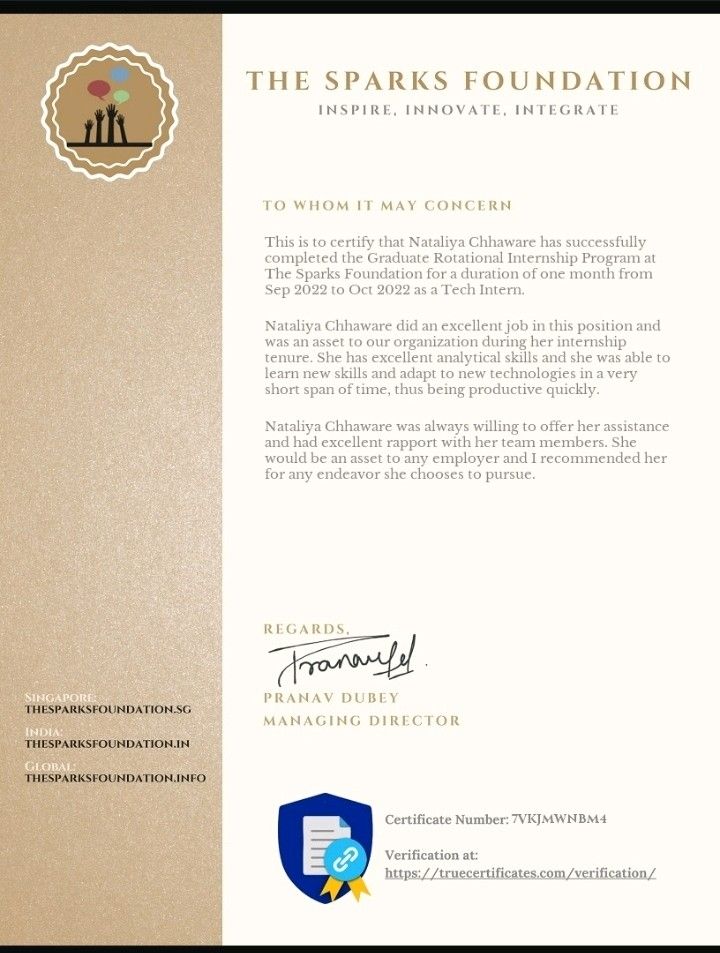 THE SPARKS FOUNDATION
INSPIRE, INNOVATE, INTEGRATE
TO WHOM IT MAY CONCERN
This is to certify that Nataliya Chhaware has successfully
completed the Graduate Rotational Internship Program at
The Sparks Foundation for a duration of one month from
Sep 2022 to Oct 2022 as a Tech Intern.
Nataliya Chhaware did an excellent job in this position and
was an asset to our organization during her internship
tenure. She has excellent analytical skills and she was able to
learn new skills and adapt to new technologies in a very
short span of time, thus being productive quickly.
Nataliya Chhaware was always willing to offer her assistance
and had excellent rapport with her team members. She
would be an asset to any employer and I recommended her
for any endeavor she chooses to pursue.
REGARDS,
PRANAV DUBEY
MANAGING DIRECTOR
SINGAPORE:
THESPARKSFOUNDATION.SG
INDIA:
THESPARKSFOUNDATION.IN
GLOBAL:
THESPARKSFOUNDATION.INFO
Certificate Number: 7VKJMWNBM4
Verification at:
https://truecertificates.com/verification/